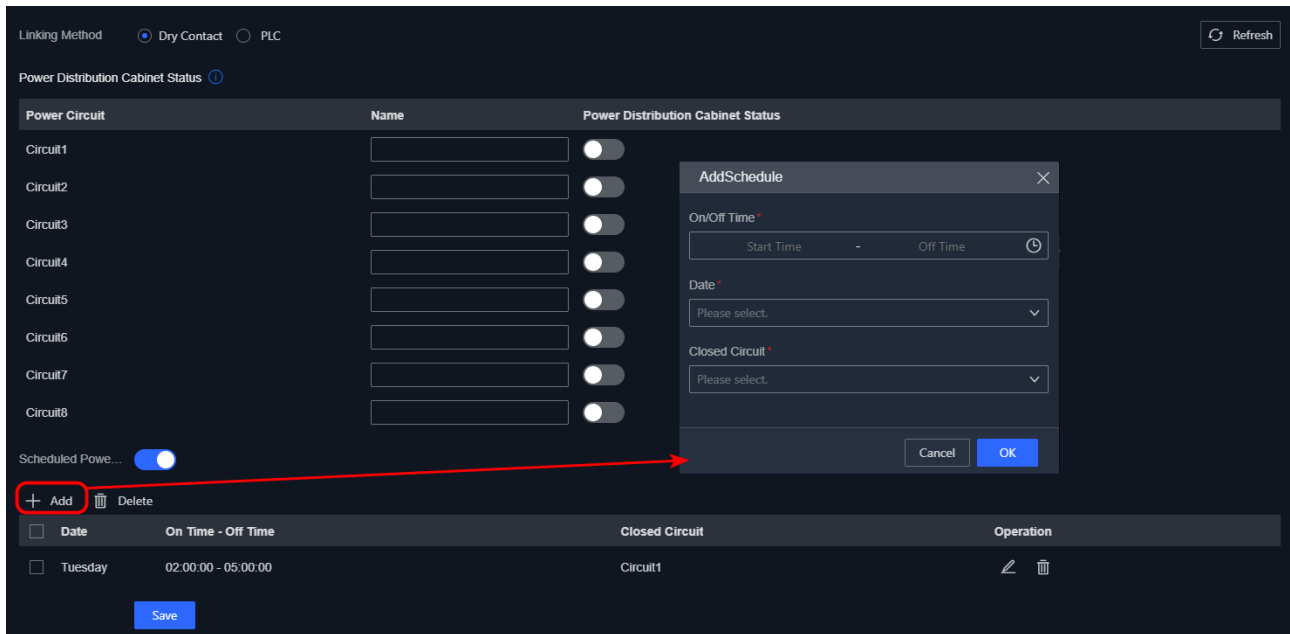 Linking Method Dry Contact PLC Refresh
Power Distribution Cabinet Status
Power Circuit Name Power Distribution Cabinet Status
Circuit1
Circuit2
Circuit3
Circuit4
Circuit5
Circuit6
Circuit7
Circuit8
AddSchedule
On/Off Time*
Start Time - Off Time
Date*
Please select.
Closed Circuit*
Please select.
Cancel OK
Scheduled Powe...
Add Delete
Date On Time - Off Time Closed Circuit Operation
Tuesday 02:00:00 - 05:00:00 Circuit1
Save